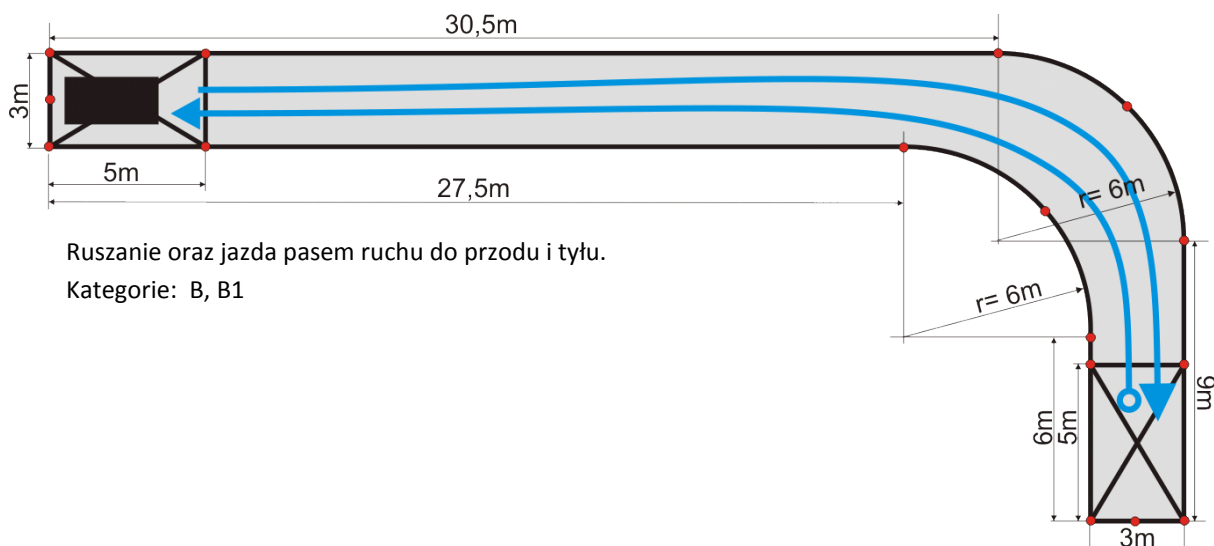 30,5m
3m
5m
27,5m
r= 6m
Ruszanie oraz jazda pasem ruchu do przodu i tyłu.
Kategorie:  B, B1
r= 6m
6m
5m
9m
3m